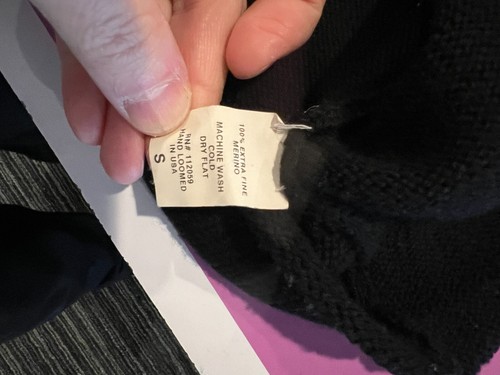 100% EXTRA FINE
MERINO
MACHINE WASH
COLD
DRY FLAT
RN# 112059
HAND LOOMED
IN USA
S